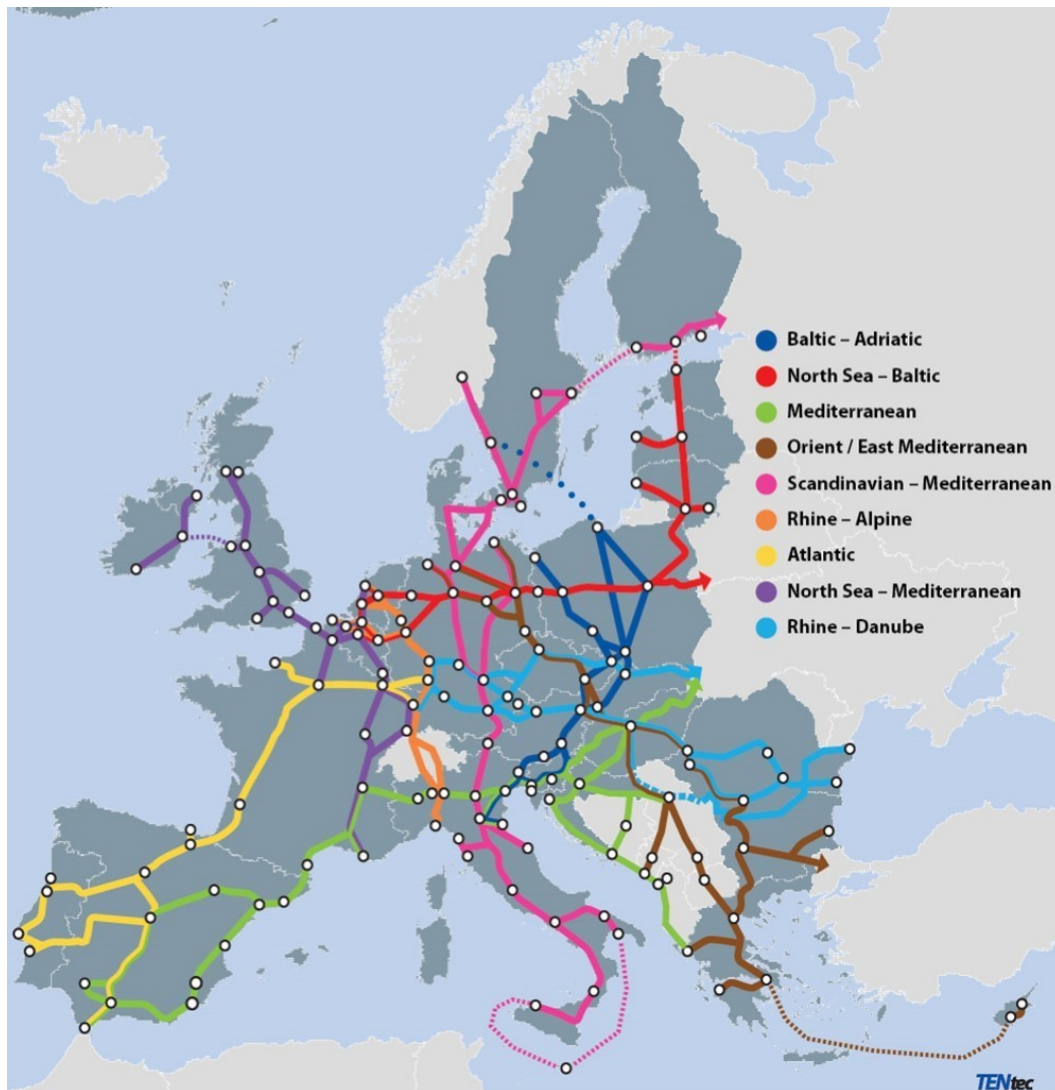 Baltic – Adriatic
North Sea – Baltic
Mediterranean
Orient / East Mediterranean
Scandinavian – Mediterranean
Rhine – Alpine
Atlantic
North Sea – Mediterranean
Rhine – Danube
TENtec